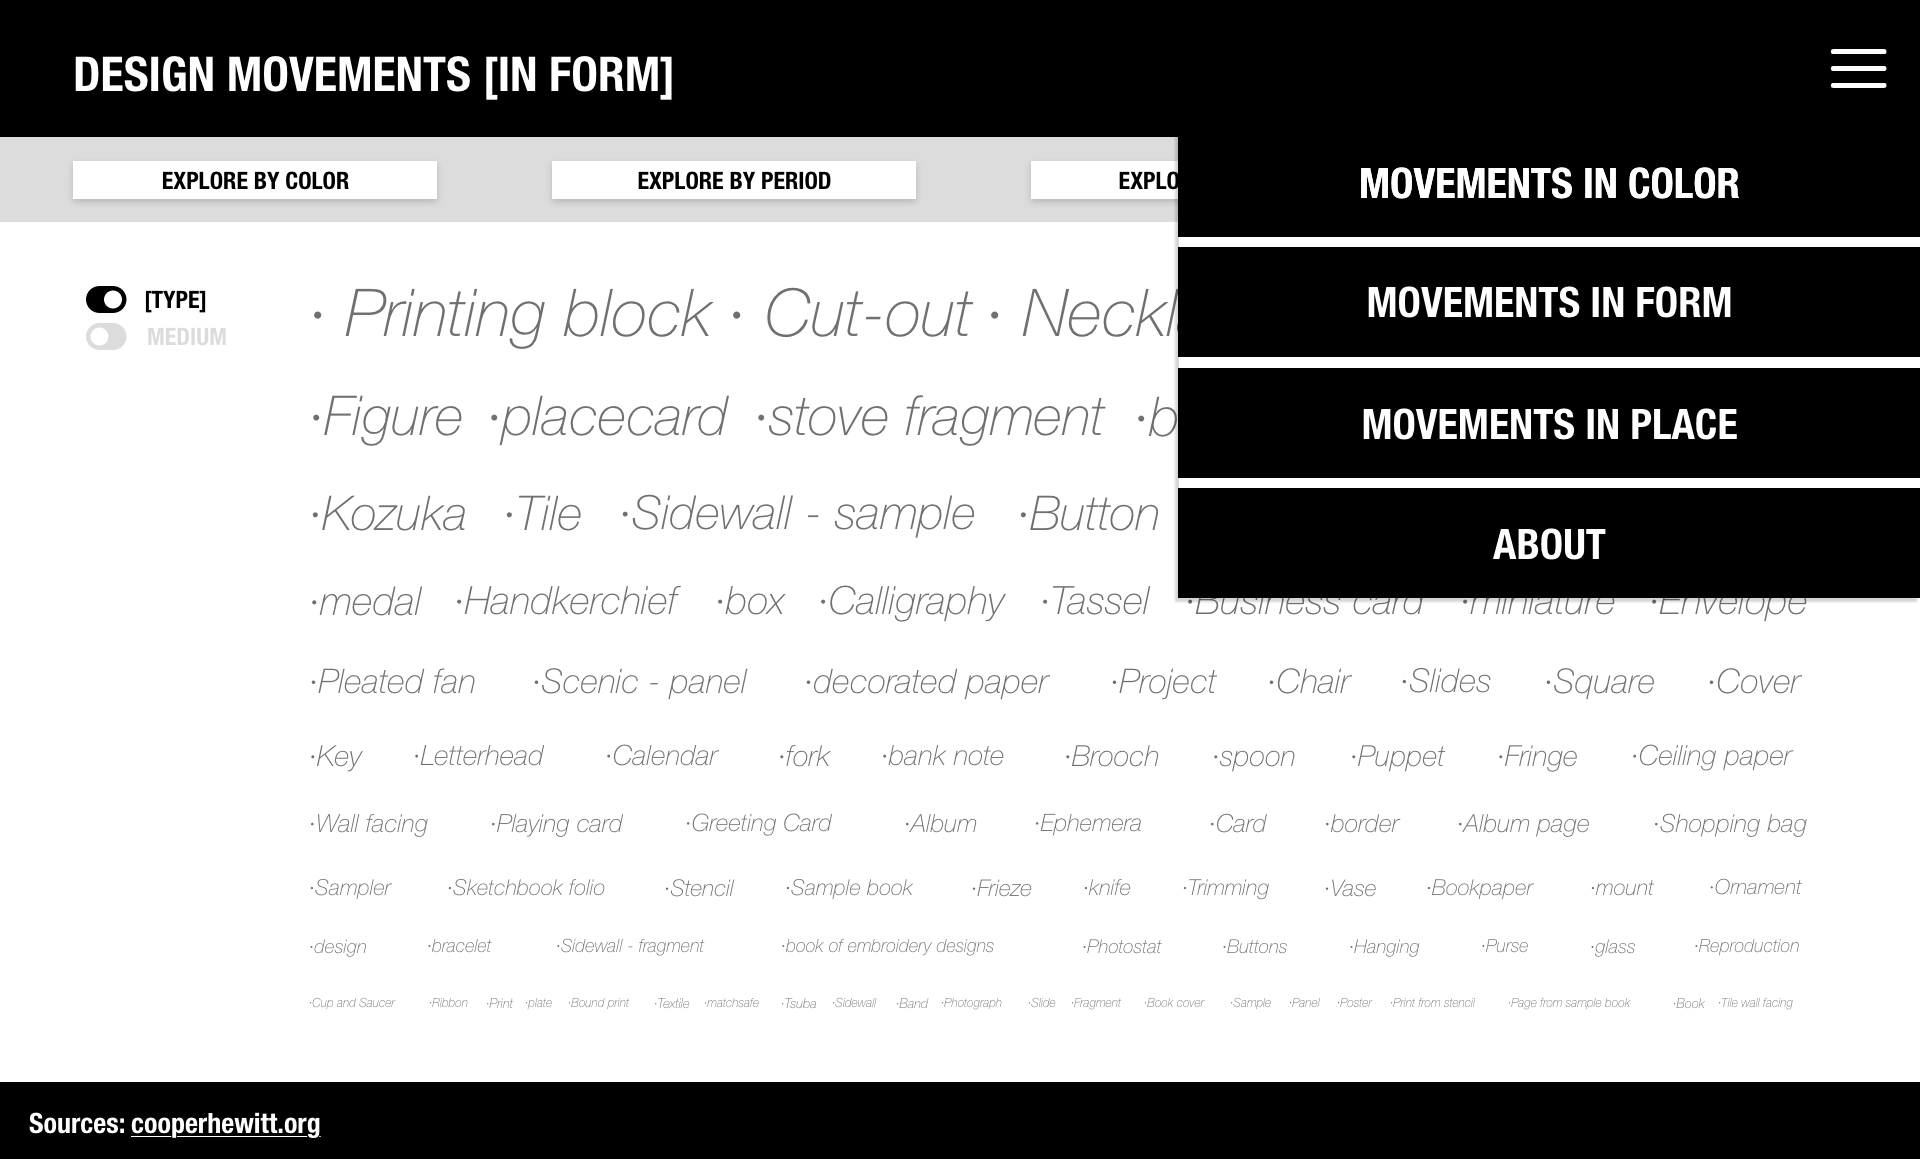 DESIGN MOVEMENTS [IN FORM]
EXPLORE BY COLOR
EXPLORE BY PERIOD
MOVEMENTS IN COLOR
MOVEMENTS IN FORM
MOVEMENTS IN PLACE
ABOUT
[TYPE]
MEDIUM
· Printing block · Cut-out ·
·Figure ·placecard ·stove fragment
·Kozuka ·Tile ·Sidewall - sample ·Button
·medal ·Handkerchief ·box ·Calligraphy ·Tassel ·Business card ·miniature ·Envelope
·Pleated fan ·Scenic - panel ·decorated paper ·Project ·Chair ·Slides ·Square ·Cover
·Key ·Letterhead ·Calendar ·fork ·bank note ·Brooch ·spoon ·Puppet ·Fringe ·Ceiling paper
·Wall facing ·Playing card ·Greeting Card ·Album ·Ephemera ·Card ·border ·Album page ·Shopping bag
·Sampler ·Sketchbook folio ·Stencil ·Sample book ·Frieze ·knife ·Trimming ·Vase ·Bookpaper ·mount ·Ornament
·design ·bracelet ·Sidewall - fragment ·book of embroidery designs ·Photostat ·Buttons ·Hanging ·Purse ·glass ·Reproduction
·Cup and Saucer ·Ribbon ·Print ·plate ·Bound print ·Textile ·matchsafe ·Tsuba ·Sidewall ·Band ·Photograph ·Slide ·Fragment ·Book cover ·Sample ·Panel ·Poster ·Print from stencil ·Page from sample book ·Book ·Tile wall facing
Sources: cooperhewitt.org